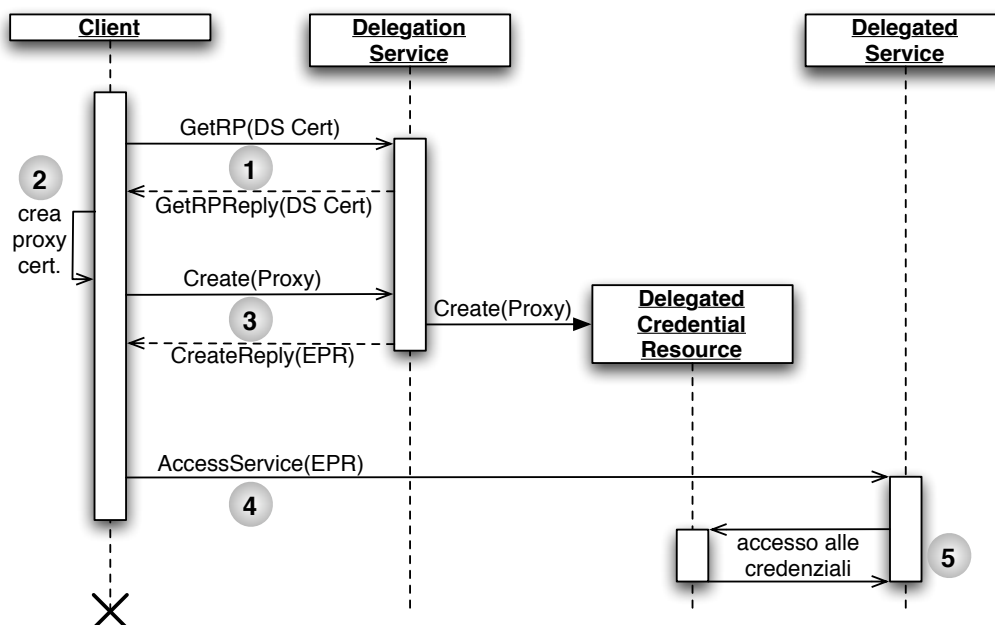 Client
Delegation
Service
Delegated
Service
GetRP(DS Cert)
1
GetRPReply(DS Cert)
2
crea
proxy
cert.
Create(Proxy)
3
CreateReply(EPR)
Create(Proxy)
Delegated
Credential
Resource
AccessService(EPR)
4
accesso alle
credenziali
5